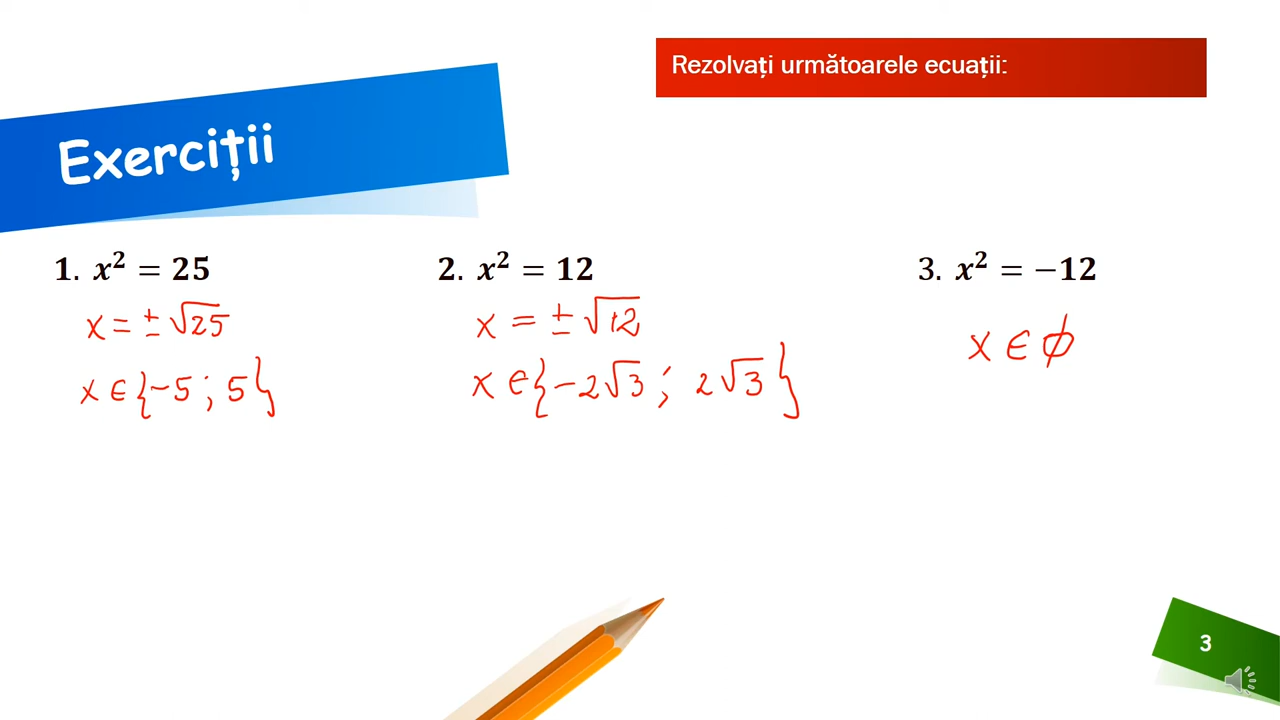 Rezolvați următoarele ecuații:
Exerciții
1. x² = 25
x = ±√25
x ∈ {-5; 5}
2. x² = 12
x = ±√12
x ∈ {-2√3; 2√3}
3. x² = −12
x ∈ ϕ
3